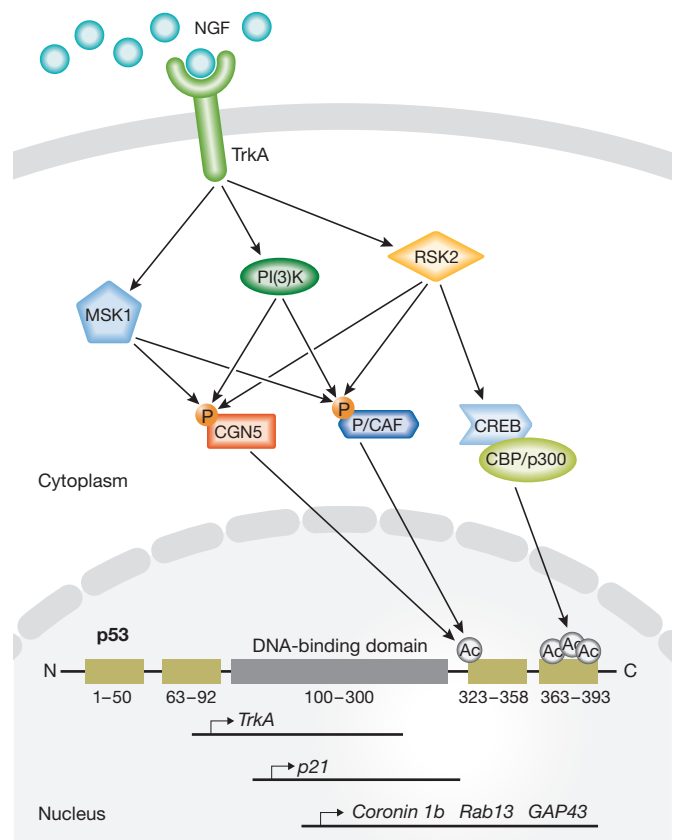 NGF
TrkA
RSK2
PI(3)K
MSK1
P
P
CGN5
P/CAF
CREB
CBP/p300
Cytoplasm
p53
DNA-binding domain
Ac
Ac
Ac
Ac
N
C
1–50
63–92
100–300
323–358
363–393
TrkA
p21
Coronin 1b Rab13 GAP43
Nucleus